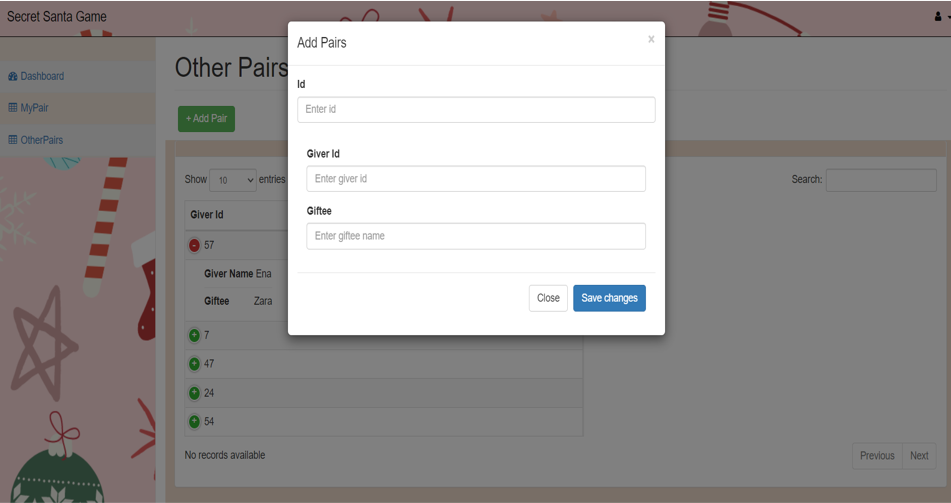 Secret Santa Game
Dashboard
MyPair
OtherPairs
Other Pairs
+ Add Pair
Show 10 entries
Search:
Giver Id
57
Giver Name Ena
Giftee Zara
7
47
24
54
No records available
Previous Next
Add Pairs
x
Id
Enter id
Giver Id
Enter giver id
Giftee
Enter giftee name
Close Save changes